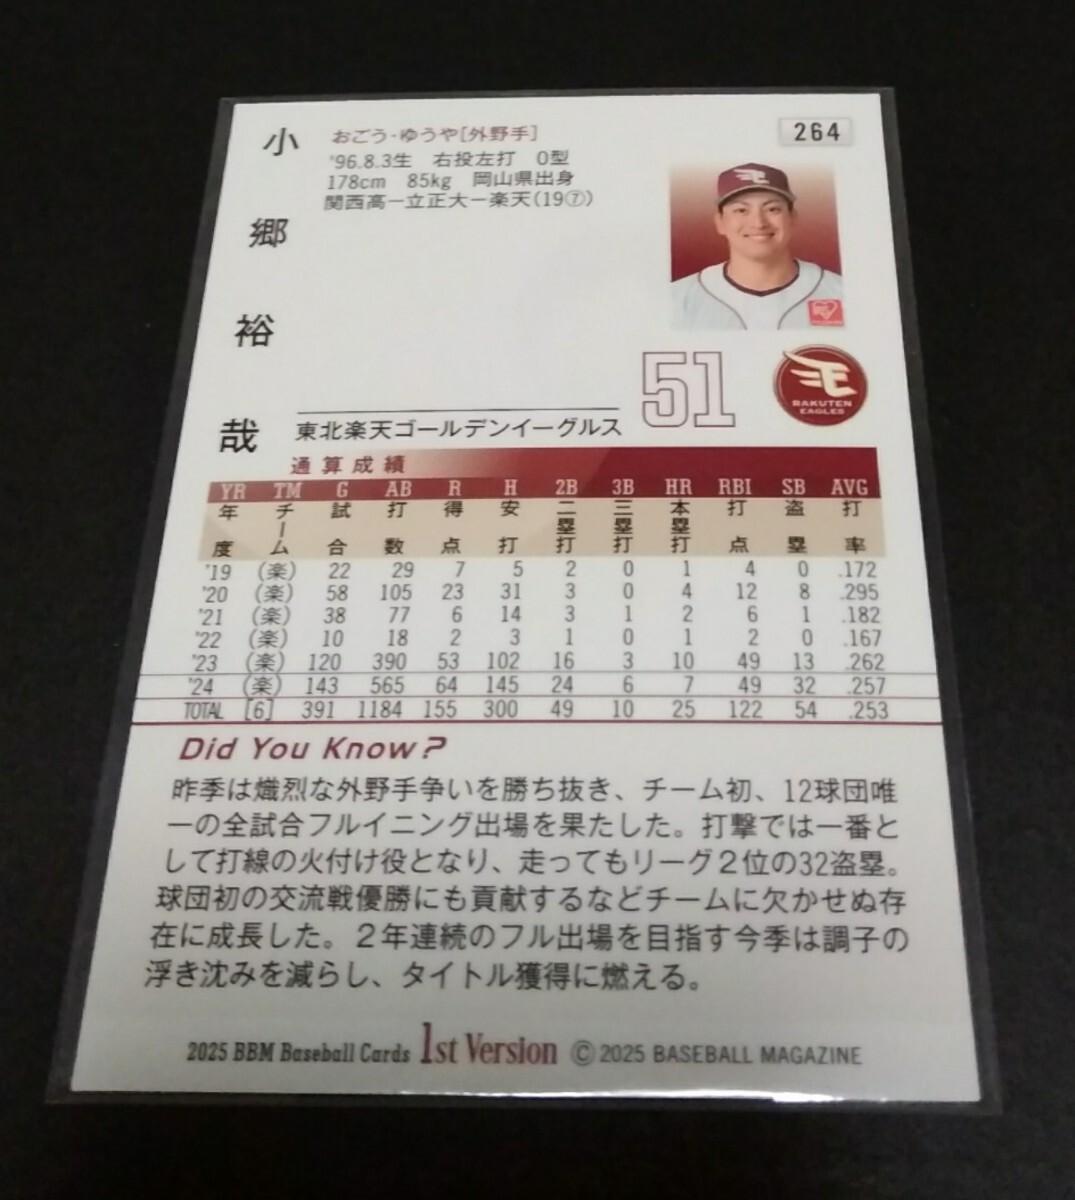 264
小郷裕哉
おごう・ゆうや[外野手]
'96.8.3生 右投左打 O型
178cm 85kg 岡山県出身
関西高ー立正大ー楽天(19⑦)
51
RAKUTEN
EAGLES
東北楽天ゴールデンイーグルス
通算成績
YR TM G AB R H 2B 3B HR RBI SB AVG
年度 チーム 試合 打数 得点 安打 二塁打 三塁打 本塁打 打点 盗塁 打率
'19 (楽) 22 29 7 5 2 0 1 4 0 .172
'20 (楽) 58 105 23 31 3 0 4 12 8 .295
'21 (楽) 38 77 6 14 3 1 2 6 1 .182
'22 (楽) 10 18 2 3 1 0 1 2 0 .167
'23 (楽) 120 390 53 102 16 3 10 49 13 .262
'24 (楽) 143 565 64 145 24 6 7 49 32 .257
TOTAL [6] 391 1184 155 300 49 10 25 122 54 .253
Did You Know?
昨季は熾烈な外野手争いを勝ち抜き、チーム初、12球団唯
一の全試合フルイニング出場を果たした。打撃では一番と
して打線の火付け役となり、走ってもリーグ2位の32盗塁。
球団初の交流戦優勝にも貢献するなどチームに欠かせぬ存
在に成長した。2年連続のフル出場を目指す今季は調子の
浮き沈みを減らし、タイトル獲得に燃える。
2025 BBM Baseball Cards 1st Version © 2025 BASEBALL MAGAZINE